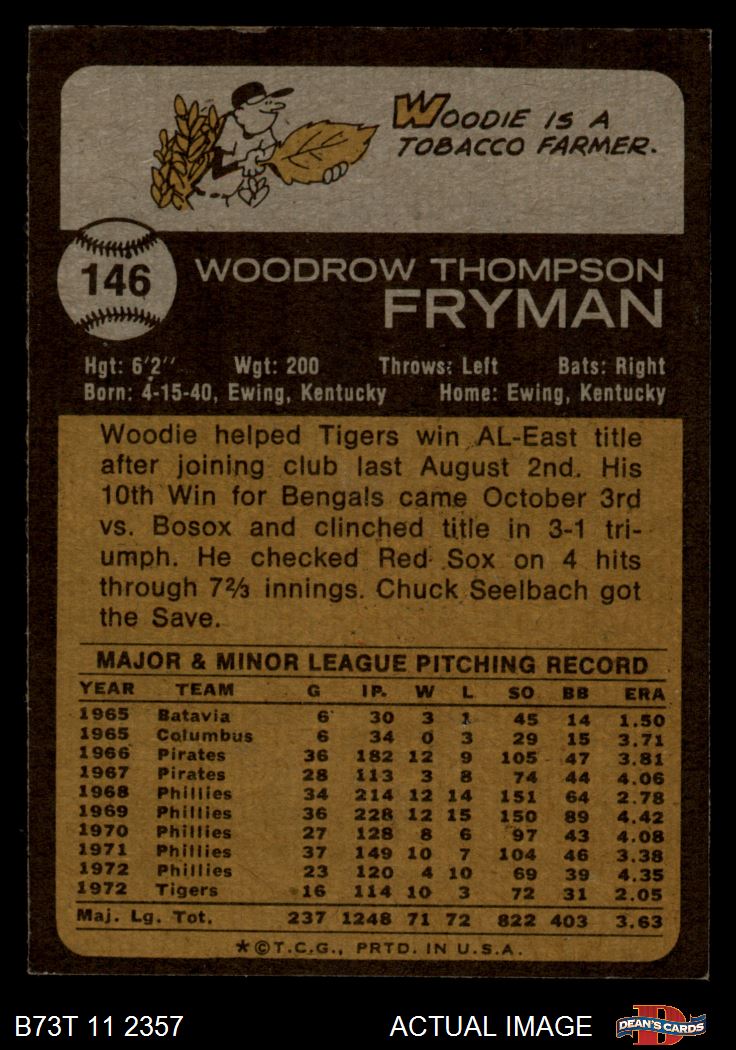 WOODIE IS A
TOBACCO FARMER.
146
WOODROW THOMPSON
FRYMAN
Hgt: 6'2" Wgt: 200 Throws: Left Bats: Right
Born: 4-15-40, Ewing, Kentucky Home: Ewing, Kentucky
Woodie helped Tigers win AL-East title
after joining club last August 2nd. His
10th Win for Bengals came October 3rd
vs. Bosox and clinched title in 3-1 tri-
umph. He checked Red Sox on 4 hits
through 7⅔ innings. Chuck Seelbach got
the Save.
MAJOR & MINOR LEAGUE PITCHING RECORD
YEAR TEAM G IP. W L SO BB ERA
1965 Batavia 6 30 3 1 45 14 1.50
1965 Columbus 6 34 0 3 29 15 3.71
1966 Pirates 36 182 12 9 105 47 3.81
1967 Pirates 28 113 3 8 74 44 4.06
1968 Phillies 34 214 12 14 151 64 2.78
1969 Phillies 36 228 12 15 150 89 4.42
1970 Phillies 27 128 8 6 97 43 4.08
1971 Phillies 37 149 10 7 104 46 3.38
1972 Phillies 23 120 4 10 69 39 4.35
1972 Tigers 16 114 10 3 72 31 2.05
Maj. Lg. Tot. 237 1248 71 72 822 403 3.63
*©T.C.G., PRTD. IN U.S.A.
B73T 11 2357 ACTUAL IMAGE D DEAN'S CARDS